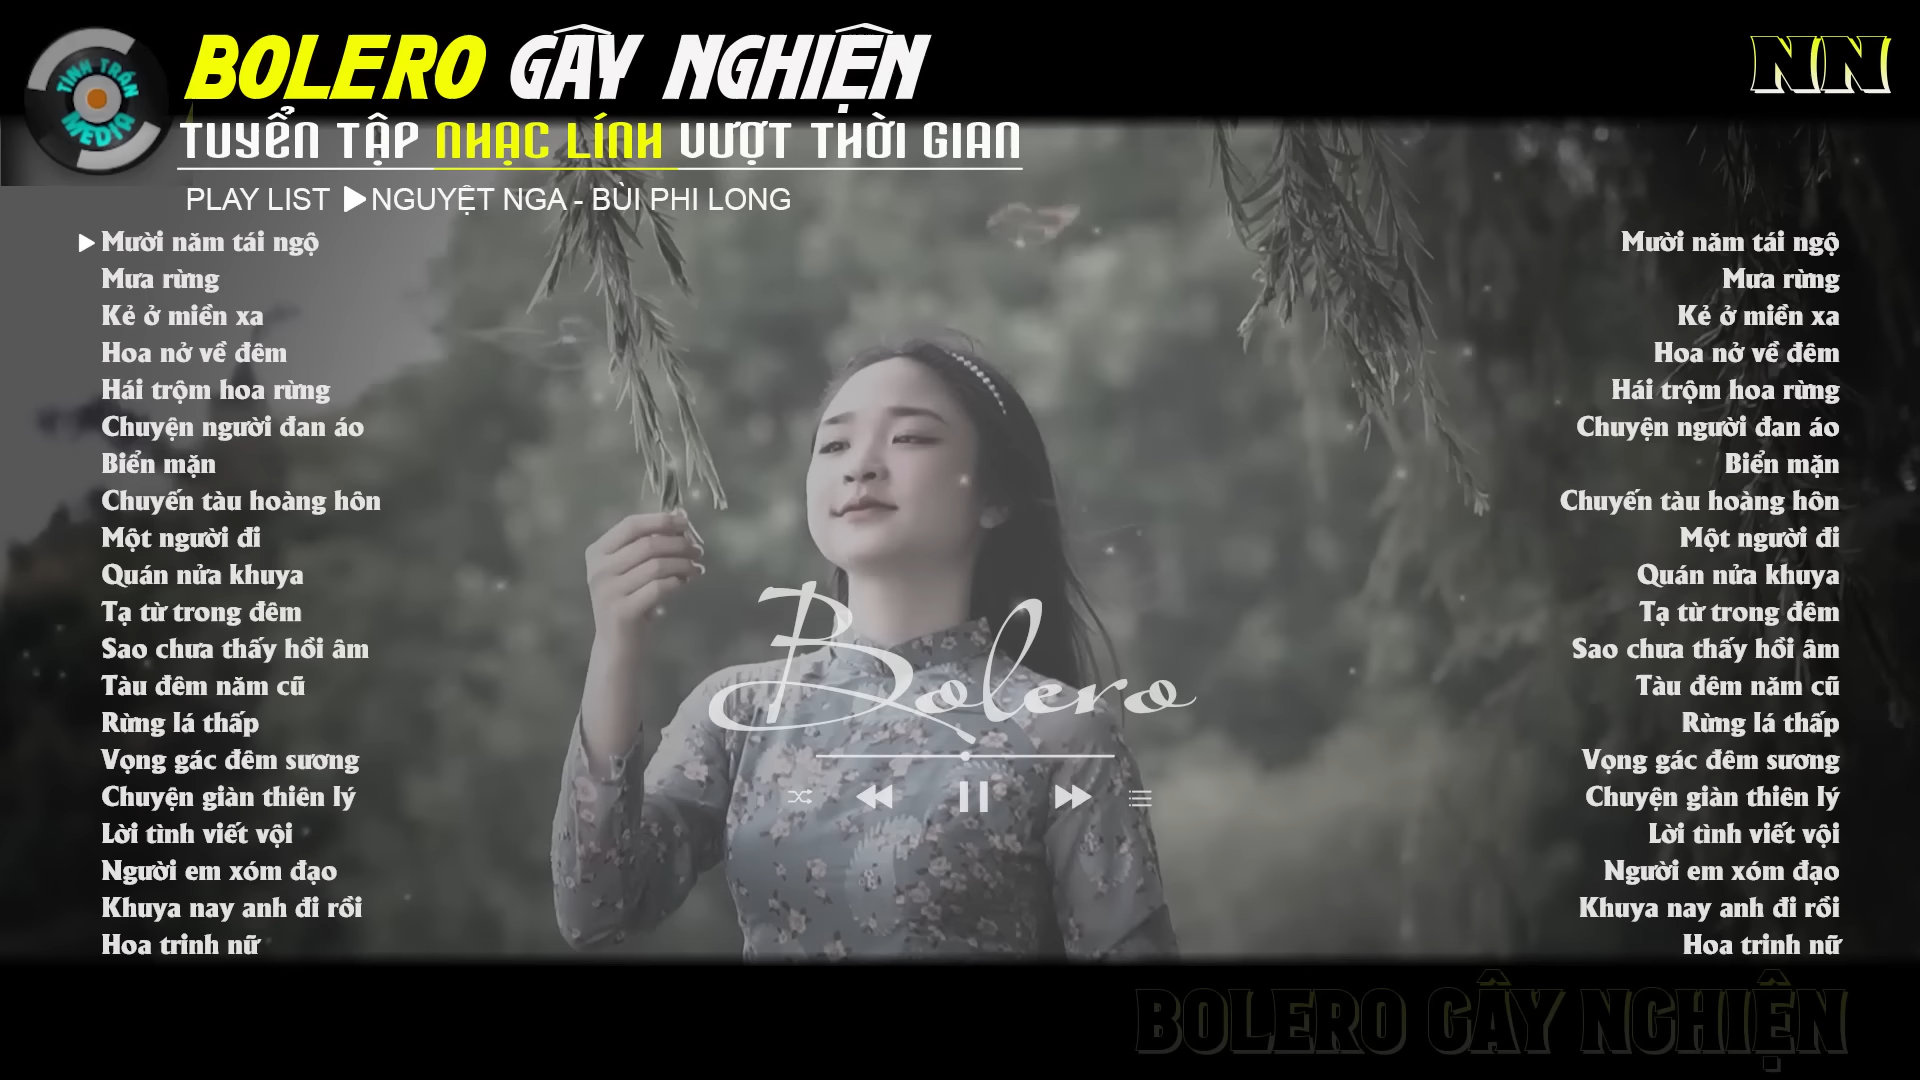 TÌNH TRẦN
MEDIA
BOLERO GÂY NGHIỆN
NN
TUYỂN TẬP NHẠC LÍNH VƯỢT THỜI GIAN
PLAY LIST ▶NGUYỆT NGA - BÙI PHI LONG
Mười năm tái ngộ
Mưa rừng
Kẻ ở miền xa
Hoa nở về đêm
Hái trộm hoa rừng
Chuyện người đan áo
Biển mặn
Chuyến tàu hoàng hôn
Một người đi
Quán nửa khuya
Tạ từ trong đêm
Sao chưa thấy hồi âm
Tàu đêm năm cũ
Rừng lá thấp
Vọng gác đêm sương
Chuyện giàn thiên lý
Lời tình viết vội
Người em xóm đạo
Khuya nay anh đi rồi
Hoa trinh nữ
Bolero
Mười năm tái ngộ
Mưa rừng
Kẻ ở miền xa
Hoa nở về đêm
Hái trộm hoa rừng
Chuyện người đan áo
Biển mặn
Chuyến tàu hoàng hôn
Một người đi
Quán nửa khuya
Tạ từ trong đêm
Sao chưa thấy hồi âm
Tàu đêm năm cũ
Rừng lá thấp
Vọng gác đêm sương
Chuyện giàn thiên lý
Lời tình viết vội
Người em xóm đạo
Khuya nay anh đi rồi
Hoa trinh nữ
BOLERO GÂY NGHIỆN